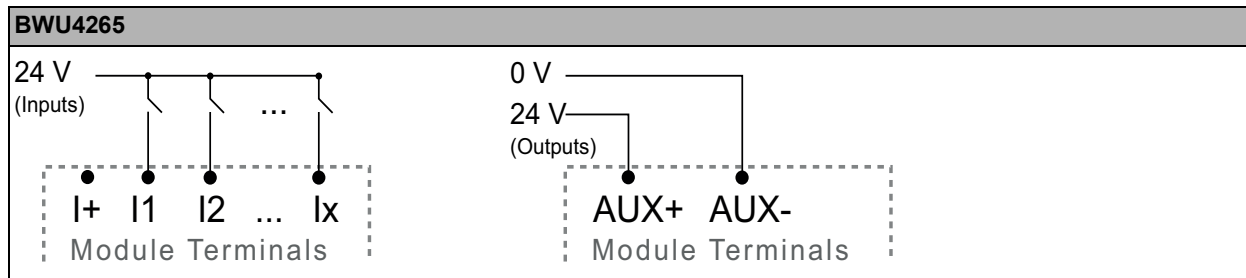 BWU4265
24 V
(Inputs)
...
I+ I1 I2 ... Ix
Module Terminals
0 V
24 V
(Outputs)
AUX+ AUX-
Module Terminals